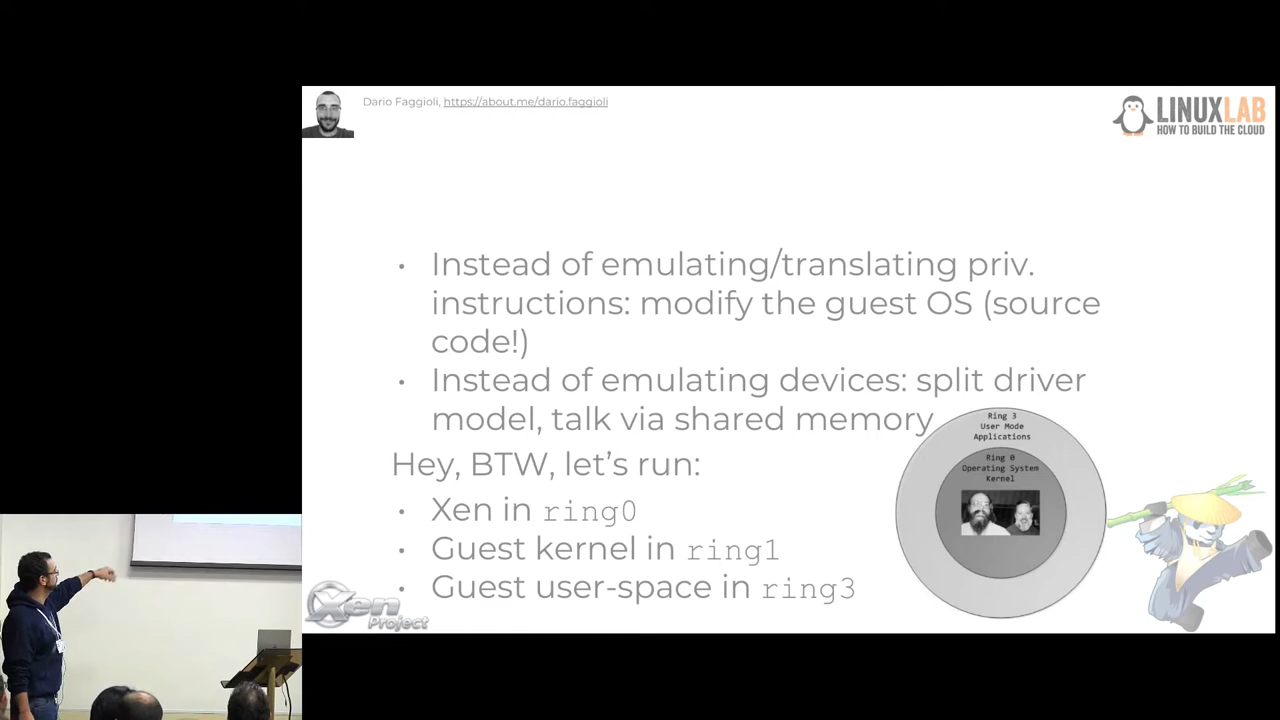 Dario Faggioli, https://about.me/dario.faggioli
LINUXLAB
HOW TO BUILD THE CLOUD
• Instead of emulating/translating priv.
instructions: modify the guest OS (source
code!)
• Instead of emulating devices: split driver
model, talk via shared memory
Hey, BTW, let's run:
• Xen in ring0
• Guest kernel in ring1
• Guest user-space in ring3
Ring 3
User Mode
Applications
Ring 0
Operating System
Kernel
Xen
Project